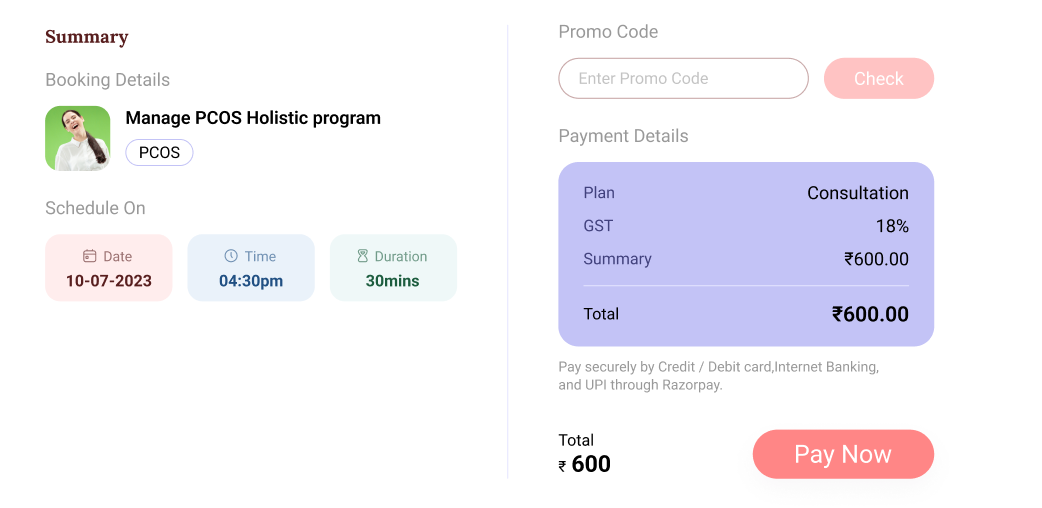 Summary
Booking Details
Manage PCOS Holistic program
PCOS
Schedule On
Date
10-07-2023
Time
04:30pm
Duration
30mins
Promo Code
Enter Promo Code
Check
Payment Details
Plan Consultation
GST 18%
Summary ₹600.00
Total ₹600.00
Pay securely by Credit / Debit card,Internet Banking,
and UPI through Razorpay.
Total
₹ 600
Pay Now